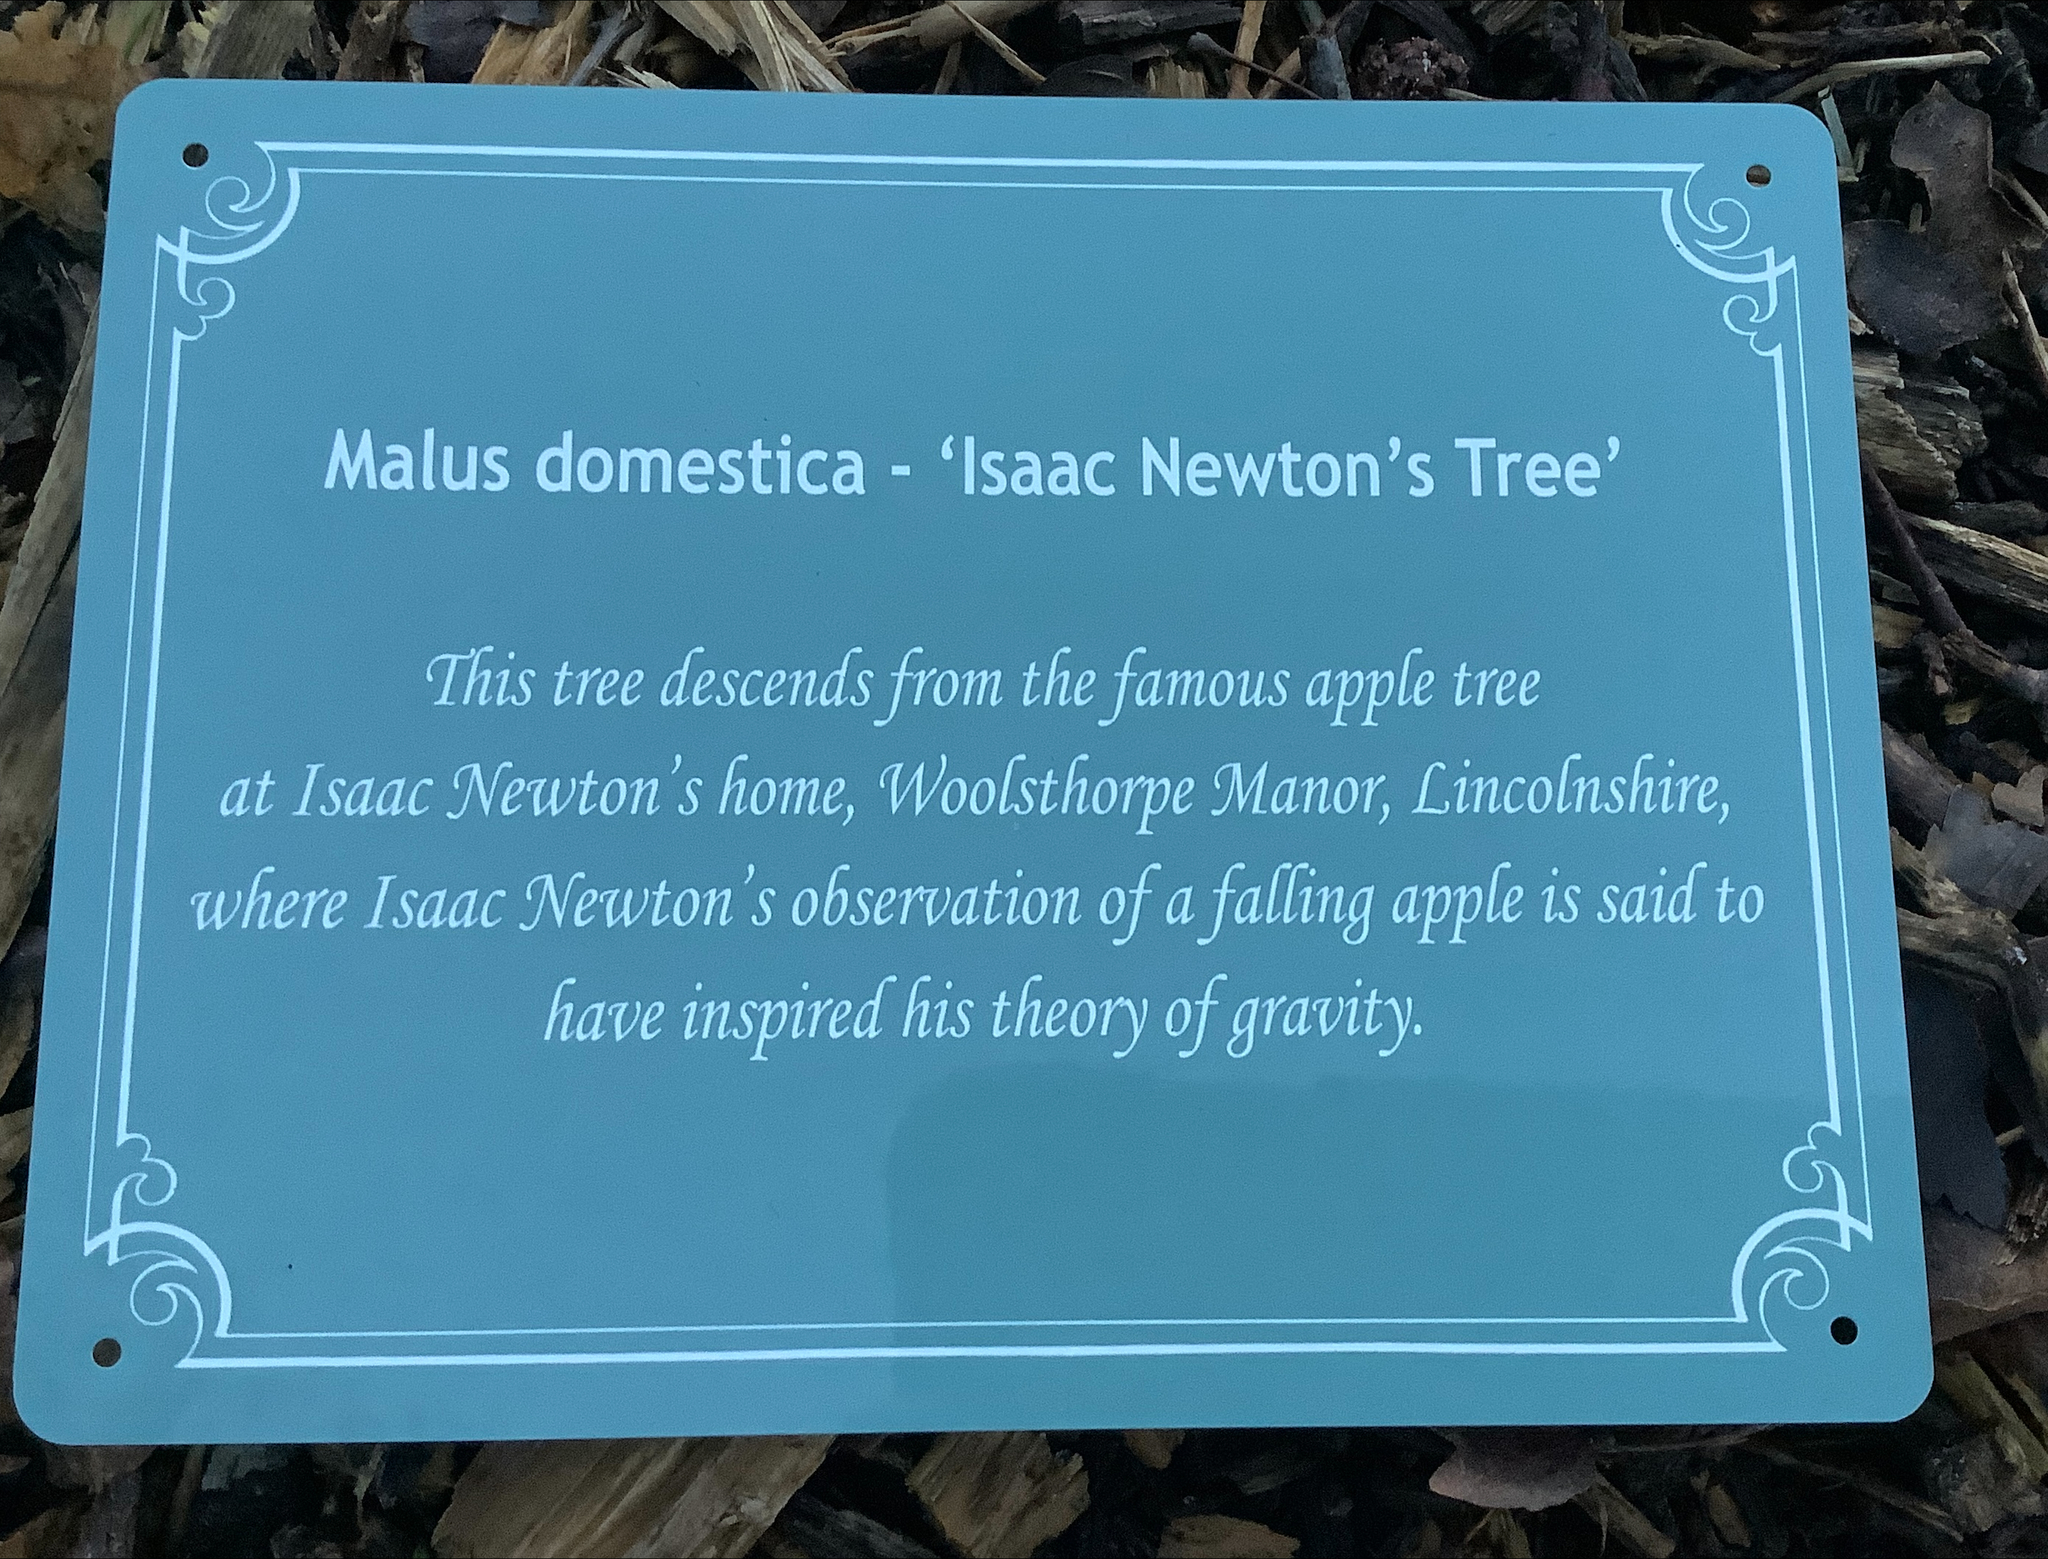 Malus domestica - ‘Isaac Newton’s Tree’
This tree descends from the famous apple tree
at Isaac Newton’s home, Woolsthorpe Manor, Lincolnshire,
where Isaac Newton’s observation of a falling apple is said to
have inspired his theory of gravity.